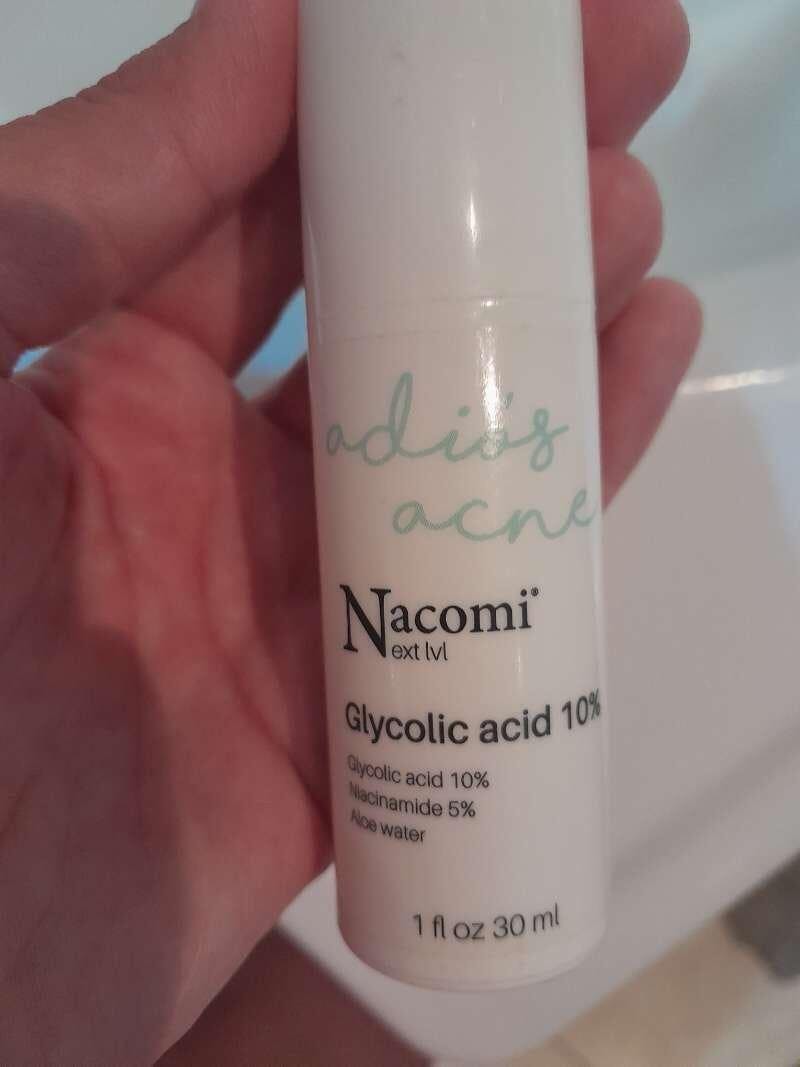 adiós
acne
Nacomi®
Next lvl
Glycolic acid 10%
Glycolic acid 10%
Niacinamide 5%
Aloe water
1 fl oz 30 ml